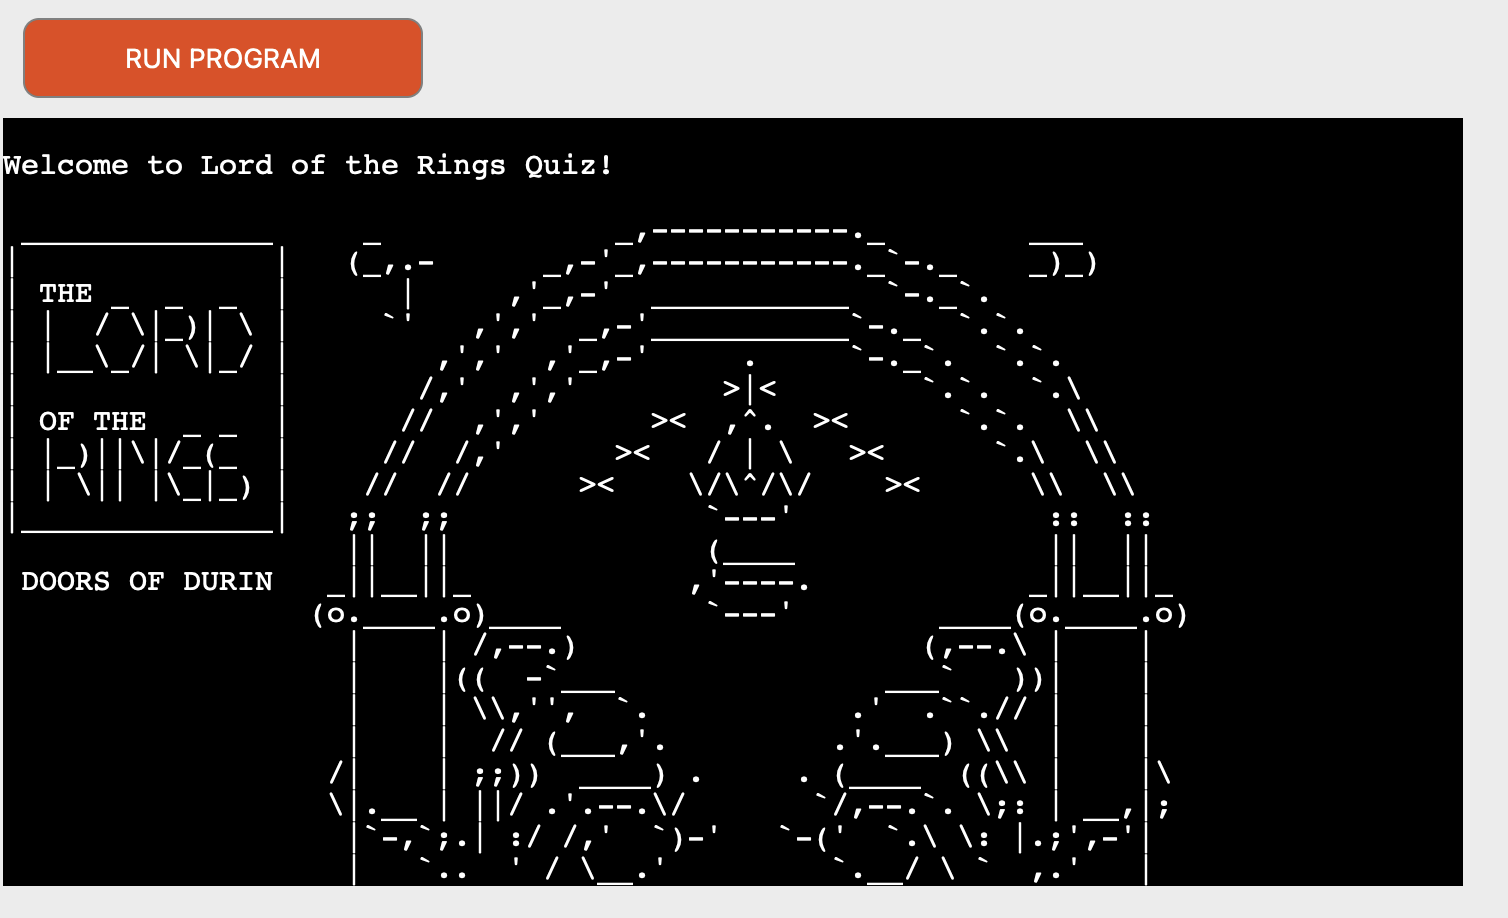 RUN PROGRAM
Welcome to Lord of the Rings Quiz!
THE
LORD
OF THE
RINGS
DOORS OF DURIN